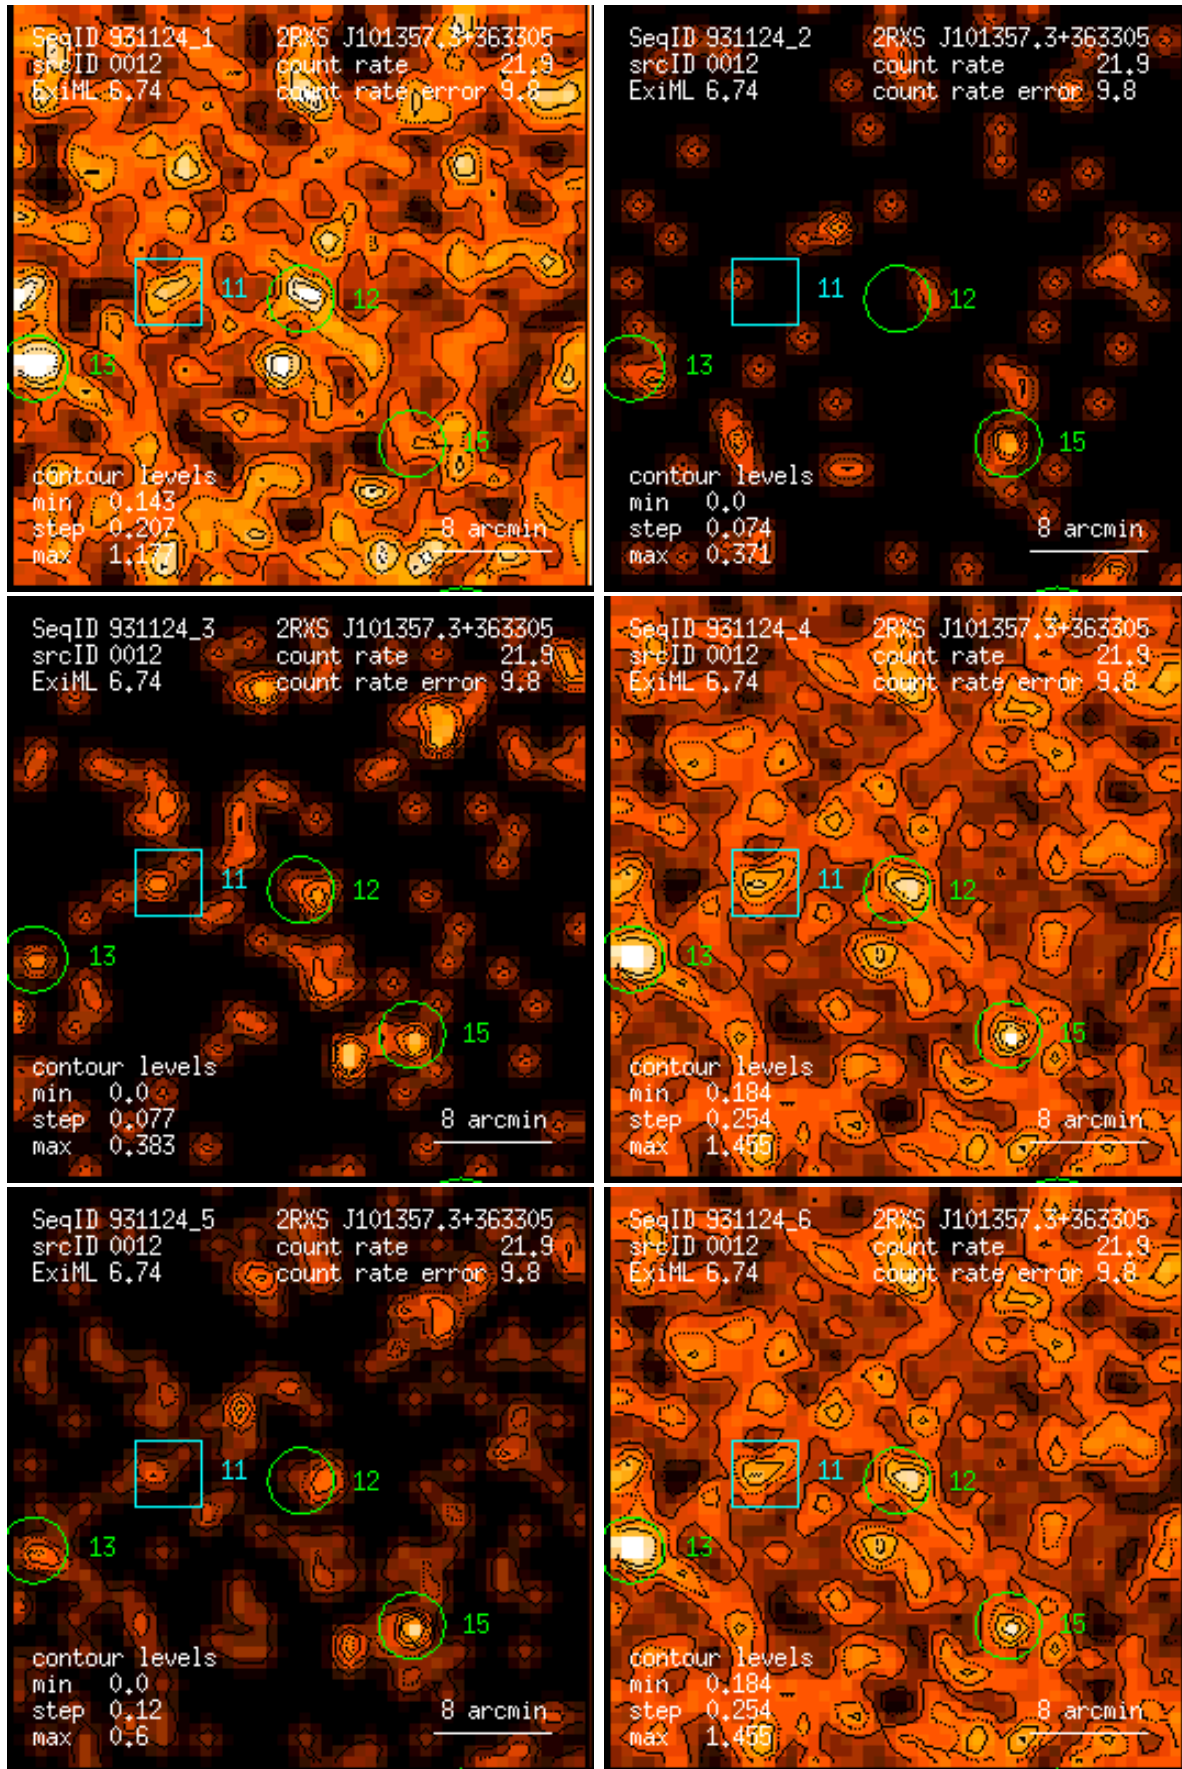 SeqID 931124_1 2RXS J101357.3+363305
srcID 0012 count rate 21.9
ExiML 6.74 count rate error 9.8
11
12
13
15
contour levels
min 0.143
step 0.207
max 1.177
8 arcmin
SeqID 931124_2 2RXS J101357.3+363305
srcID 0012 count rate 21.9
ExiML 6.74 count rate error 9.8
11
12
13
15
contour levels
min 0.0
step 0.074
max 0.371
8 arcmin
SeqID 931124_3 2RXS J101357.3+363305
srcID 0012 count rate 21.9
ExiML 6.74 count rate error 9.8
11
12
13
15
contour levels
min 0.0
step 0.077
max 0.383
8 arcmin
SeqID 931124_4 2RXS J101357.3+363305
srcID 0012 count rate 21.9
ExiML 6.74 count rate error 9.8
11
12
13
15
contour levels
min 0.184
step 0.254
max 1.455
8 arcmin
SeqID 931124_5 2RXS J101357.3+363305
srcID 0012 count rate 21.9
ExiML 6.74 count rate error 9.8
11
12
13
15
contour levels
min 0.0
step 0.12
max 0.6
8 arcmin
SeqID 931124_6 2RXS J101357.3+363305
srcID 0012 count rate 21.9
ExiML 6.74 count rate error 9.8
11
12
13
15
contour levels
min 0.184
step 0.254
max 1.455
8 arcmin